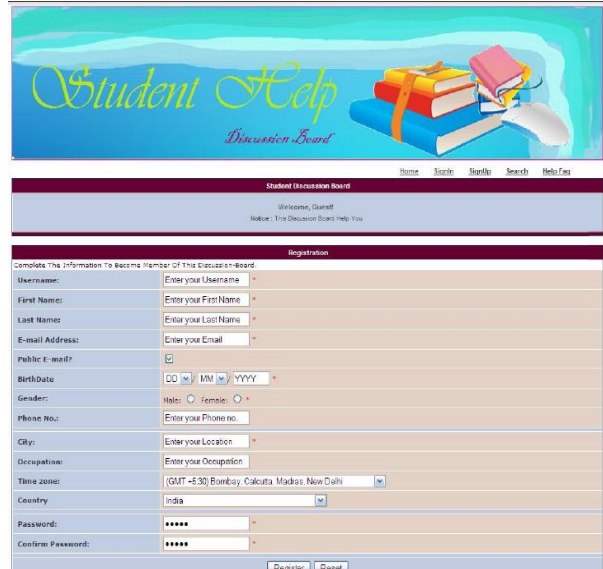 Student Help
Discussion Board
Home SignIn SignUp Search Help Faq
Student Discussion Board
Welcome, Guest!
Notice : This Discussion Board Help You
Registration
Complete The Information To Become Member Of This Discussion-Board.
Username: Enter your Username *
First Name: Enter your First Name *
Last Name: Enter your Last Name *
E-mail Address: Enter your Email *
Public E-mail?
BirthDate DD / MM / YYYY *
Gender: Male: Female: *
Phone No.: Enter your Phone no.
City: Enter your Location *
Occupation: Enter your Occupation
Time zone: (GMT +5:30) Bombay, Calcutta, Madras, New Delhi
Country India
Password: ••••• *
Confirm Password: ••••• *
Register Reset